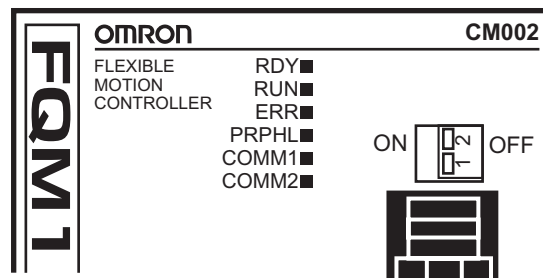 FQM1
OMRON
CM002
FLEXIBLE
MOTION
CONTROLLER
RDY
RUN
ERR
PRPHL
COMM1
COMM2
ON
1 2
OFF